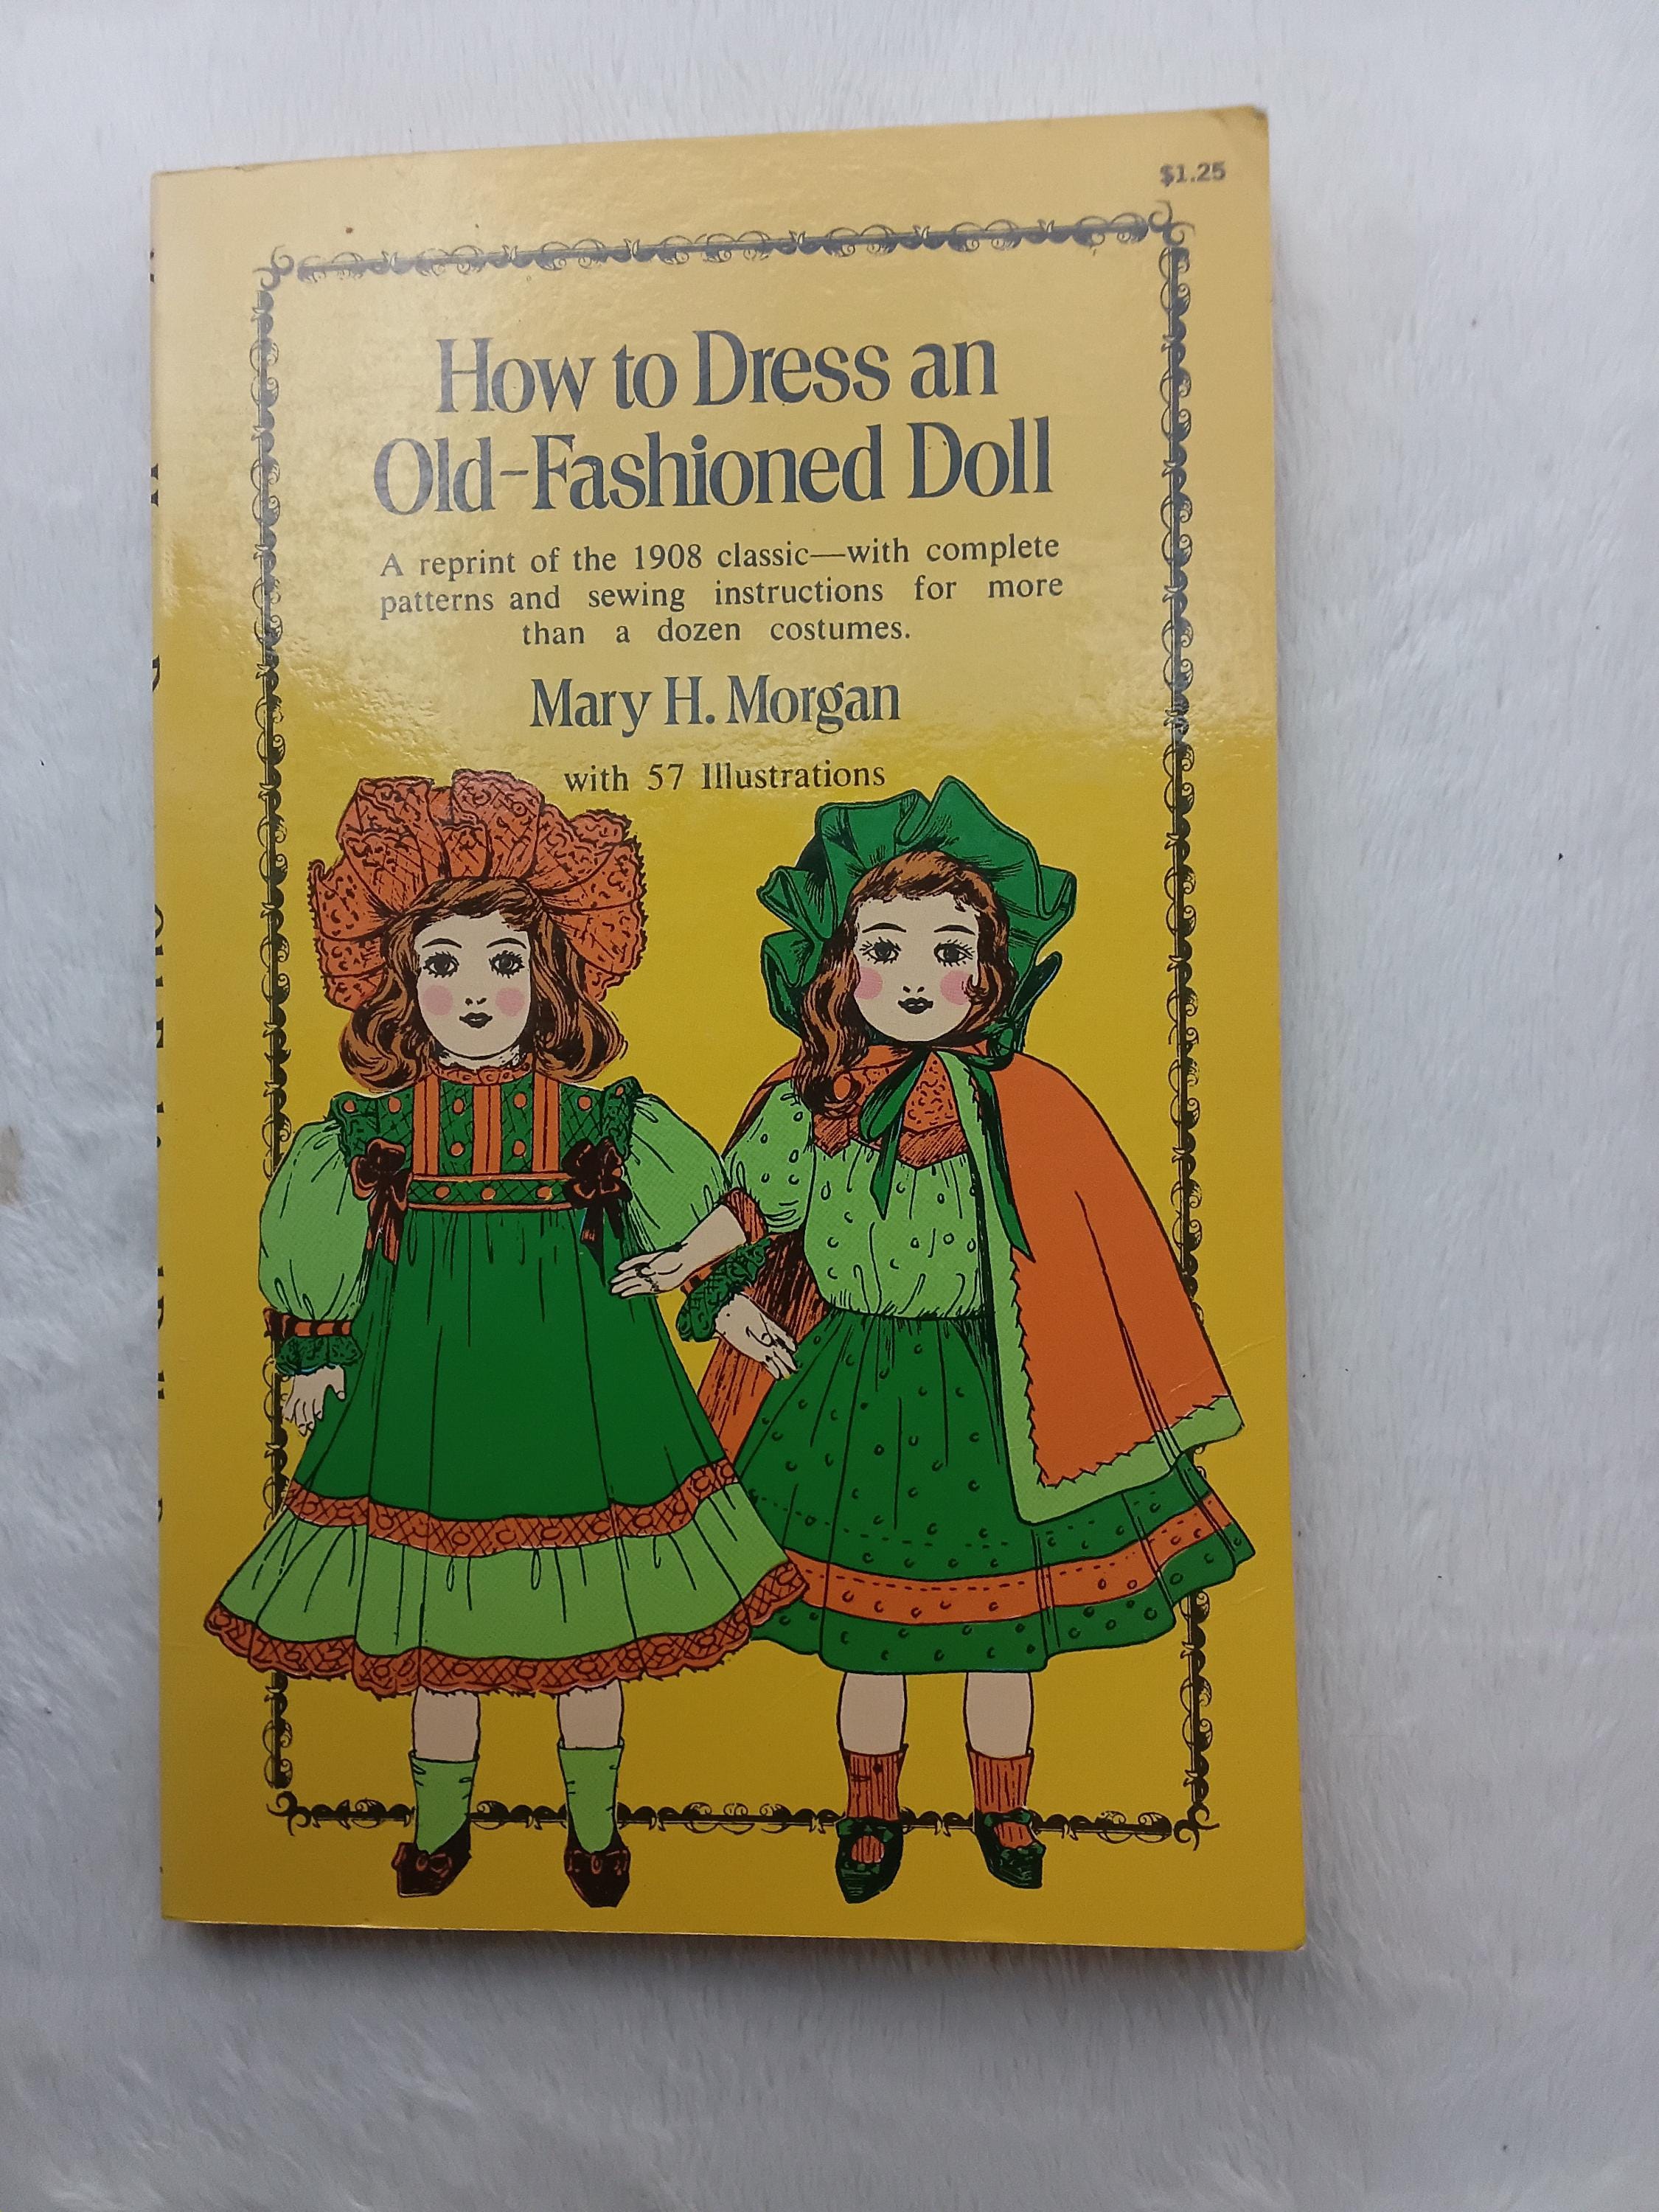 $1.25
How to Dress an
Old-Fashioned Doll
A reprint of the 1908 classic—with complete
patterns and sewing instructions for more
than a dozen costumes.
Mary H. Morgan
with 57 Illustrations